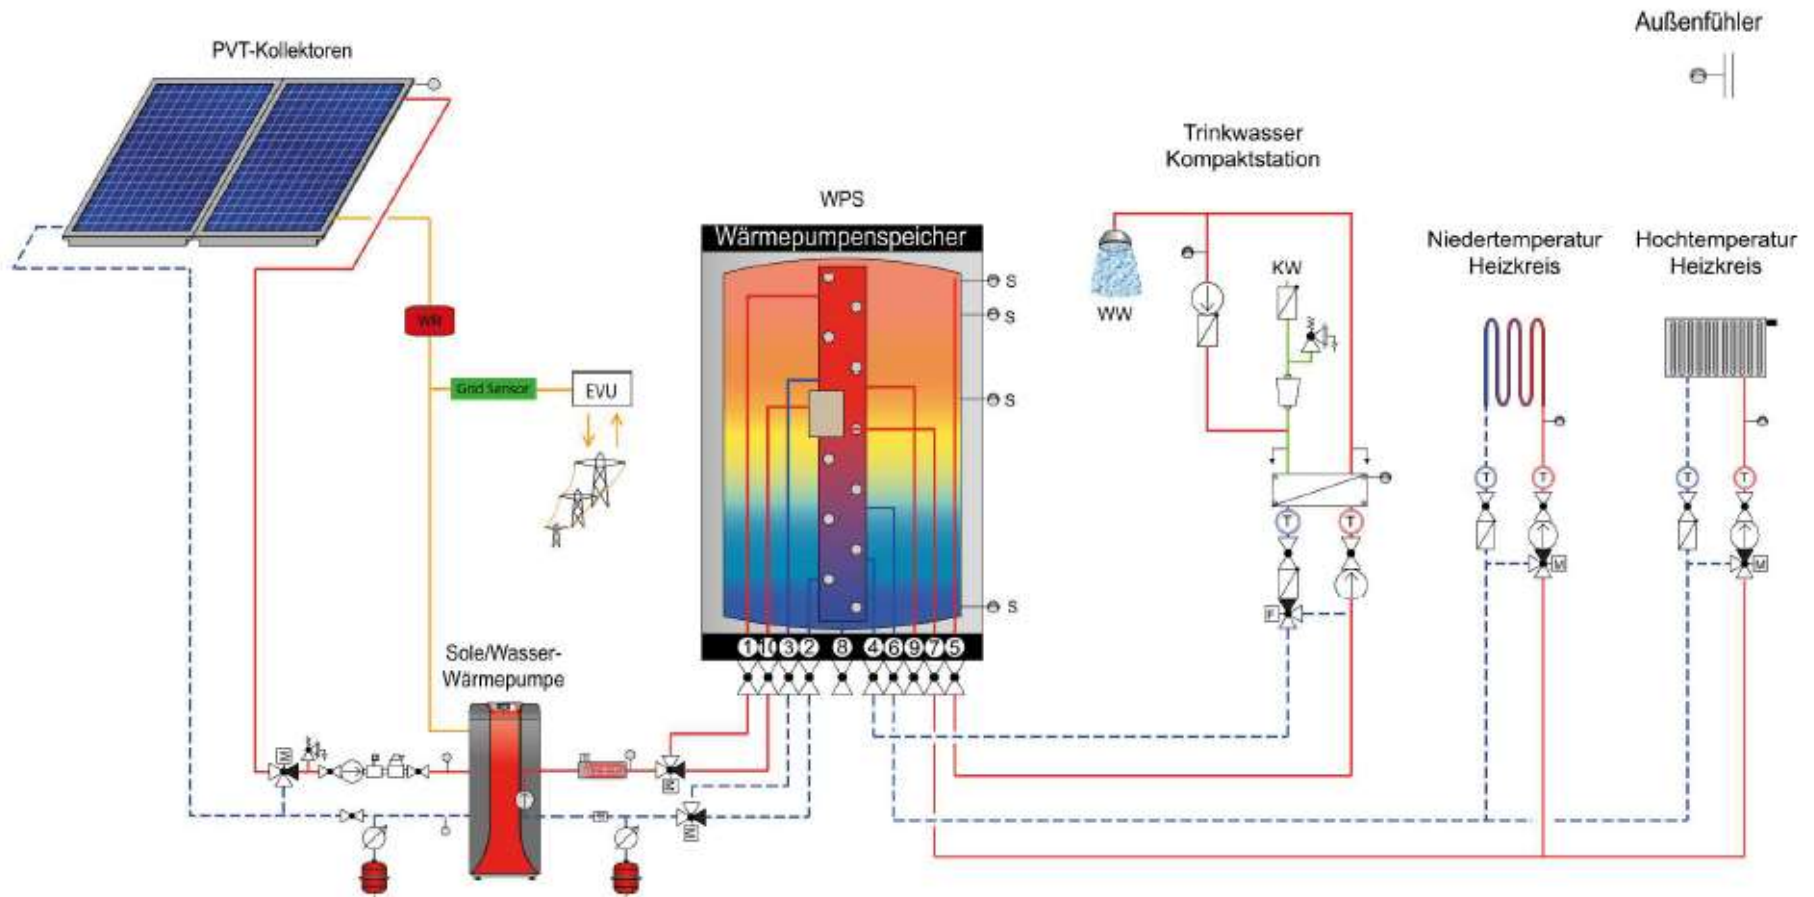 Außenfühler
PVT-Kollektoren
Trinkwasser
Kompaktstation
WPS
Wärmepumpenspeicher
Niedertemperatur
Heizkreis
Hochtemperatur
Heizkreis
S
S
S
S
KW
WW
WR
Grid Sensor
EVU
T
T
T
T
T
T
M
M
F
1
10
3
2
8
4
6
9
7
5
Sole/Wasser-
Wärmepumpe
M
M
M